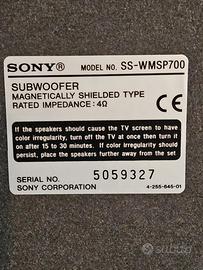 SONY® MODEL NO. SS-WMSP700
SUBWOOFER
MAGNETICALLY SHIELDED TYPE
RATED IMPEDANCE: 4Ω
CE
If the speakers should cause the TV screen to have
color irregularity, turn off the TV at once then turn it
on after 15 to 30 minutes. If color irregularity should
persist, place the speakers further away from the set
SERIAL NO. 5059327
SONY CORPORATION 4-255-645-01
subito